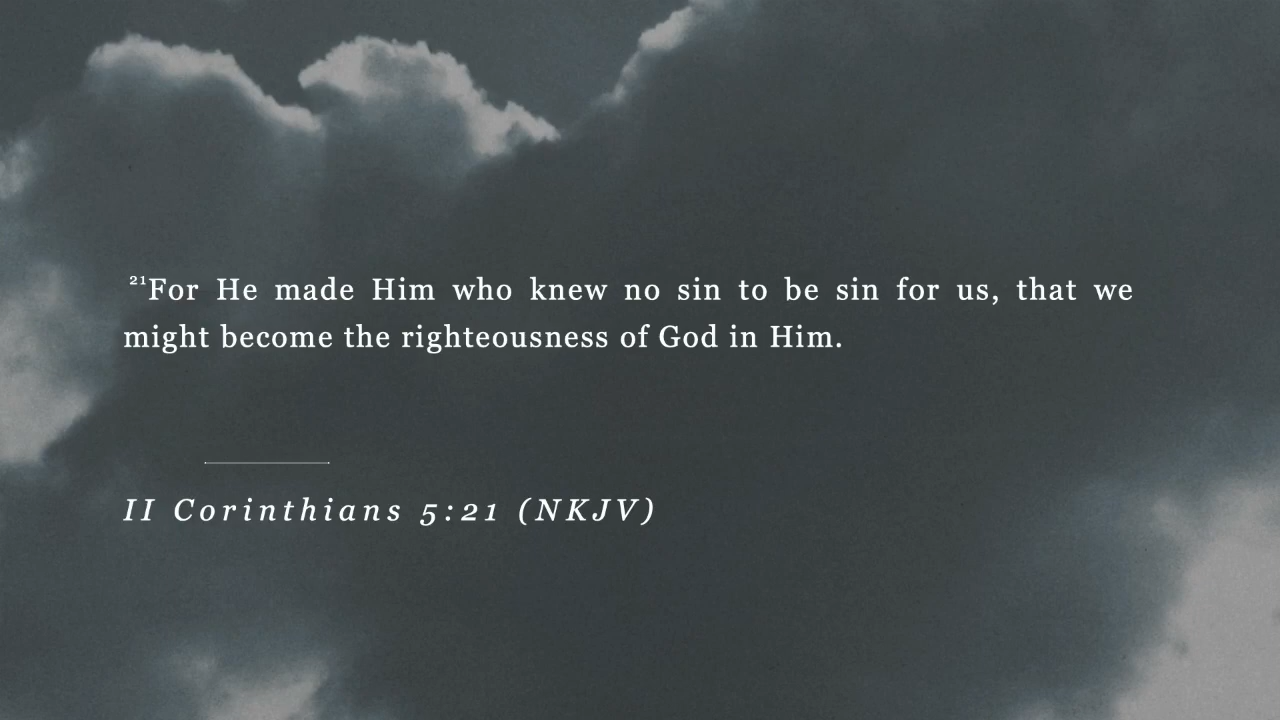 ²¹For He made Him who knew no sin to be sin for us, that we
might become the righteousness of God in Him.
II Corinthians 5:21 (NKJV)